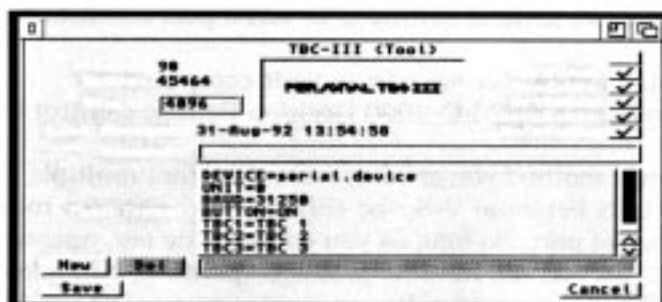 TBC-III (Tool)
90
45464
4096
PERSONAL TBC III
31-Aug-92 13:54:58
DEVICE=serial.device
UNIT=0
BAUD=31250
BUTTON=ON
TBC1=TBC 1
TBC2=TBC 2
TBC3=TBC 3
New
Del
Save
Cancel